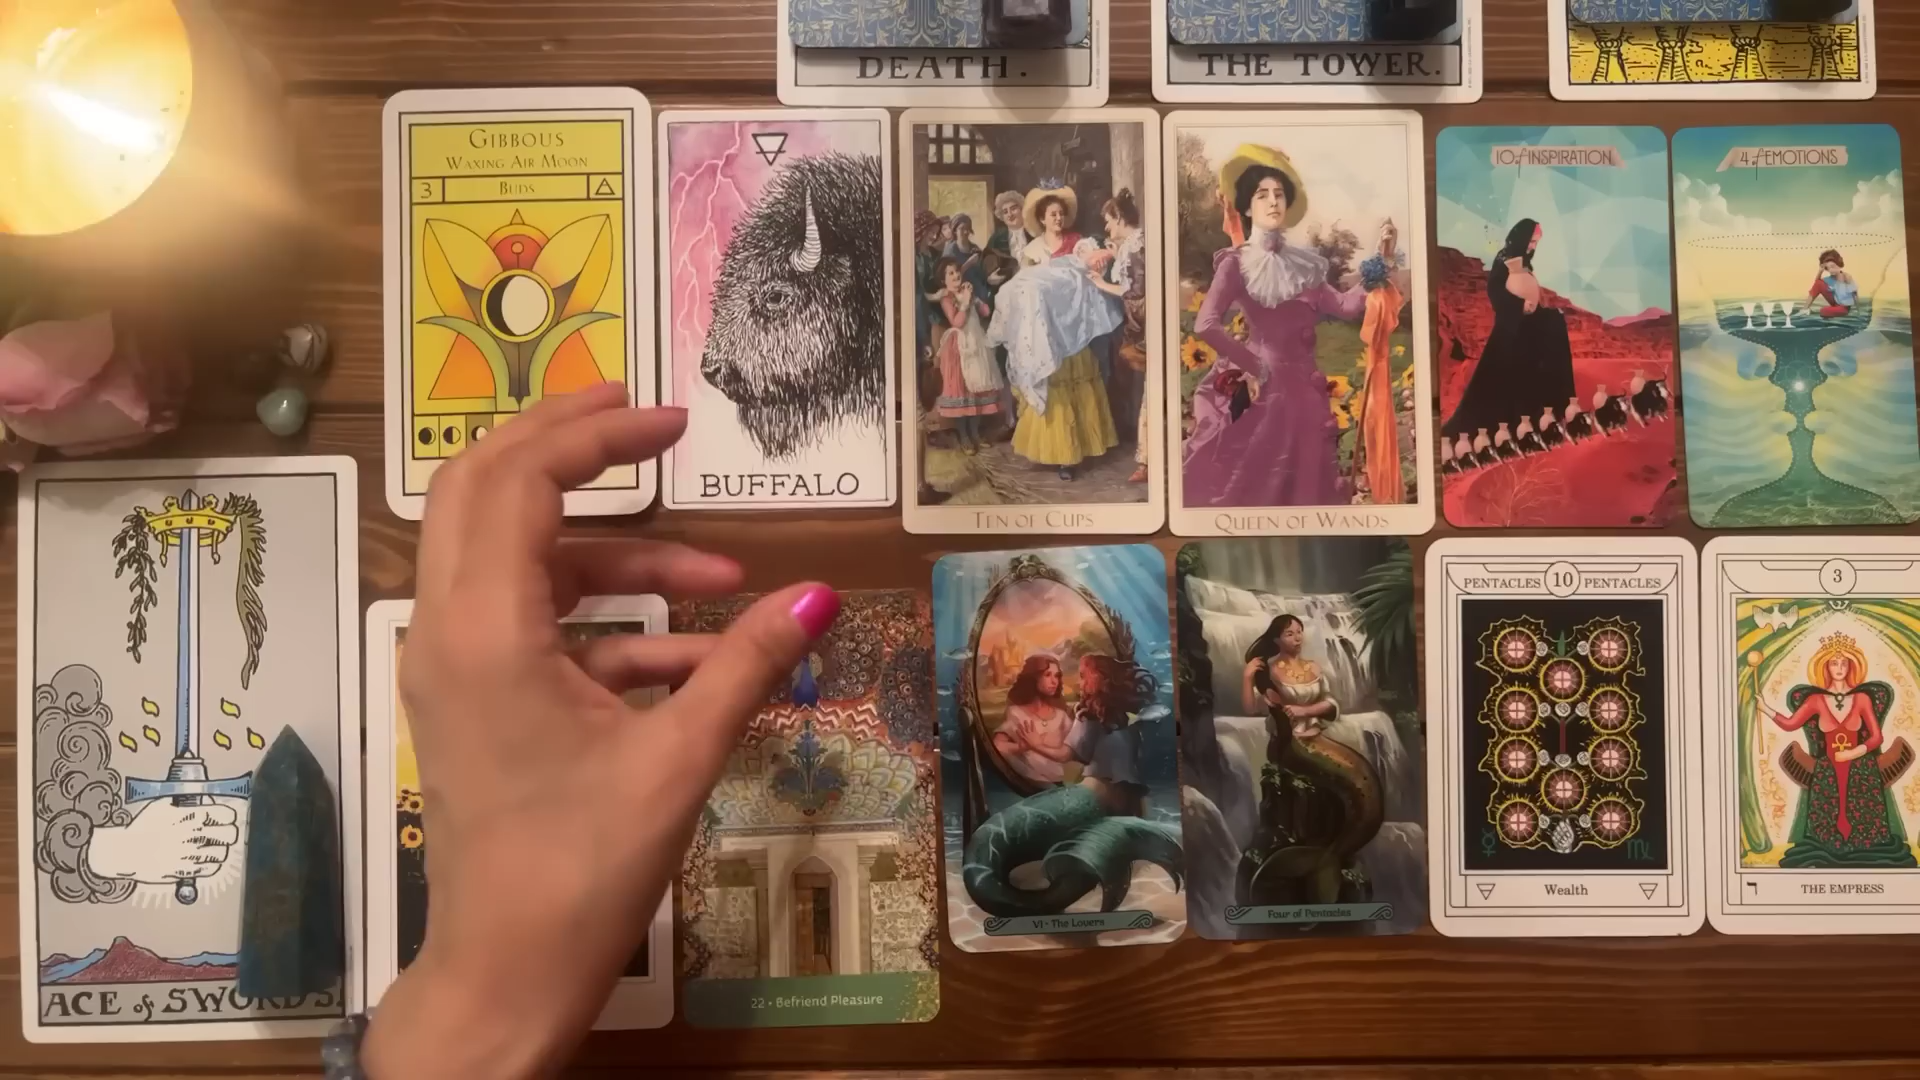 DEATH.
THE TOWER.
GIBBOUS
WAXING AIR MOON
3
BUDS
BUFFALO
TEN OF CUPS
QUEEN OF WANDS
10 of INSPIRATION
4 of EMOTIONS
ACE of SWORDS.
22 • Befriend Pleasure
VI - The Lovers
Four of Pentacles
PENTACLES 10 PENTACLES
Wealth
3
THE EMPRESS